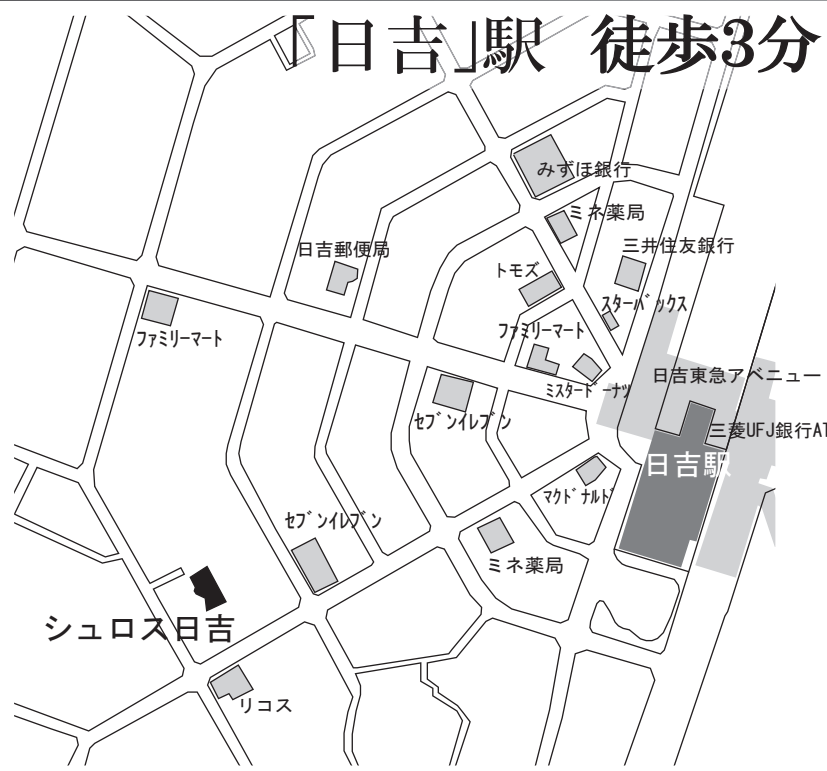 「日吉」駅 徒歩3分
みずほ銀行
ミネ薬局
日吉郵便局
三井住友銀行
トモズ
スターバックス
ファミリーマート
ファミリーマート
日吉東急アベニュー
ミスタードーナツ
セブンイレブン
三菱UFJ銀行AT
日吉駅
マクドナルド
セブンイレブン
ミネ薬局
シュロス日吉
リコス